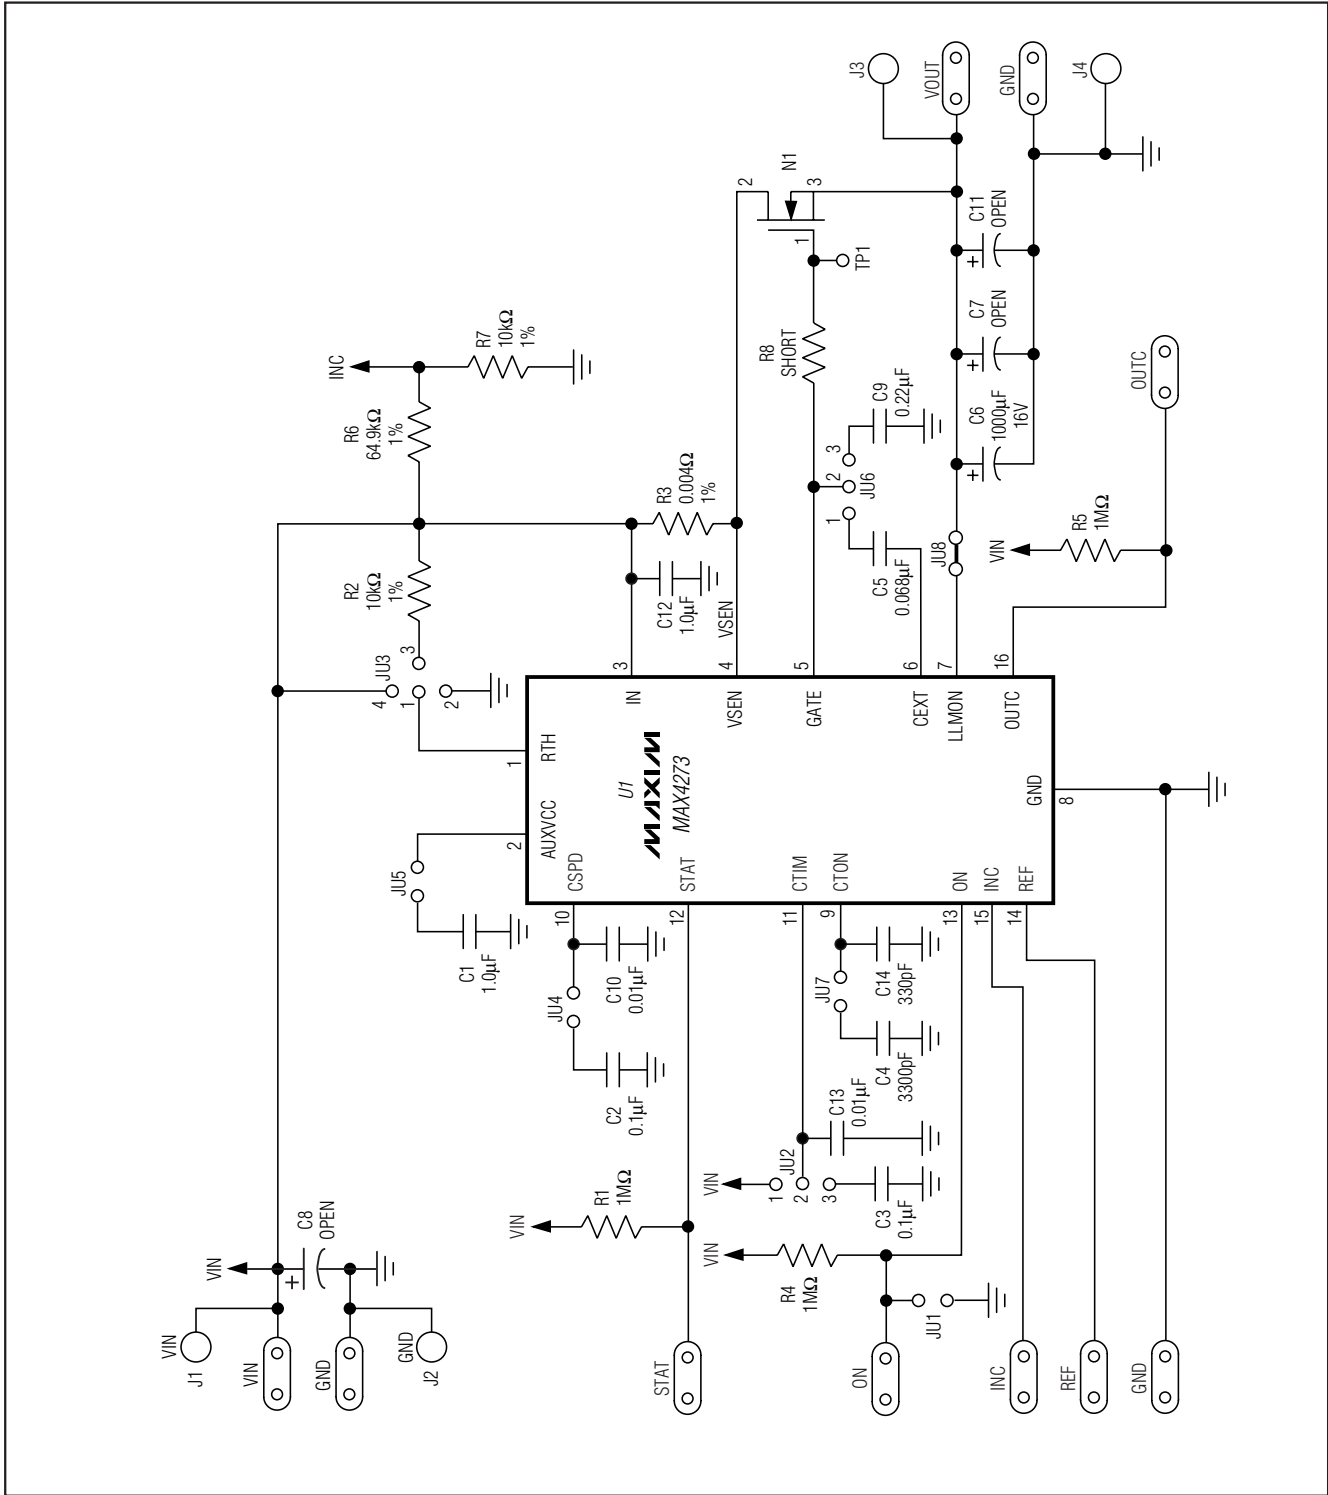 J1
VIN
VIN
GND
J2
GND
VIN
C8
OPEN
+
JU5
C1
1.0µF
2
AUXVCC
1
RTH
JU3
4
1
2
3
R2
10kΩ
1%
R6
64.9kΩ
1%
INC
R7
10kΩ
1%
U1
MAXIM
MAX4273
STAT
VIN
R1
1MΩ
JU4
C2
0.1µF
C10
0.01µF
10
CSPD
12
STAT
11
CTIM
9
CTON
13
ON
15
INC
14
REF
GND
8
VIN
JU2
1
2
3
C3
0.1µF
C13
0.01µF
JU7
C4
3300pF
C14
330pF
VIN
R4
1MΩ
ON
JU1
INC
REF
GND
IN
3
VSEN
4
GATE
5
CEXT
6
LLMON
7
OUTC
16
C12
1.0µF
R3
0.004Ω
1%
VSEN
C5
0.068µF
1
2
3
JU6
C9
0.22µF
R8
SHORT
TP1
1
2
3
N1
JU8
+
C6
1000µF
16V
+
C7
OPEN
+
C11
OPEN
J3
VOUT
GND
J4
VIN
R5
1MΩ
OUTC